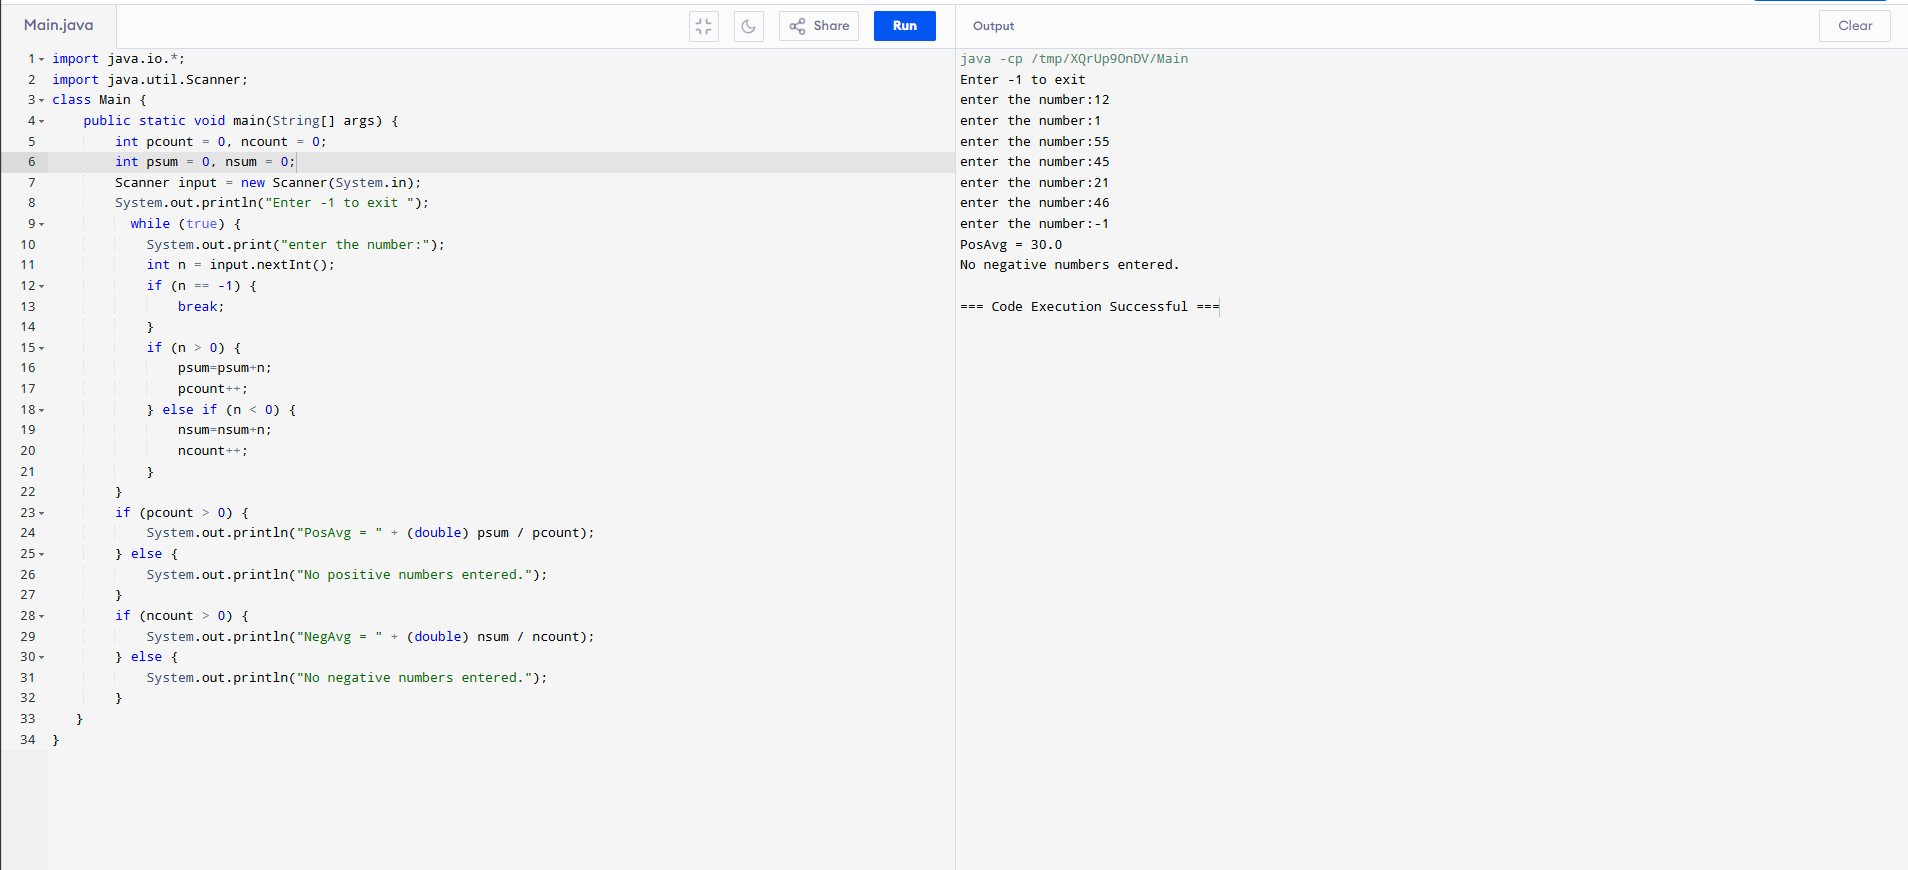 Main.java
Share
Run
Output
Clear
1 import java.io.*;
2 import java.util.Scanner;
3 class Main {
4     public static void main(String[] args) {
5         int pcount = 0, ncount = 0;
6         int psum = 0, nsum = 0;
7         Scanner input = new Scanner(System.in);
8         System.out.println("Enter -1 to exit ");
9           while (true) {
10             System.out.print("enter the number:");
11             int n = input.nextInt();
12             if (n == -1) {
13                 break;
14             }
15             if (n > 0) {
16                 psum=psum+n;
17                 pcount++;
18             } else if (n < 0) {
19                 nsum=nsum+n;
20                 ncount++;
21             }
22         }
23         if (pcount > 0) {
24             System.out.println("PosAvg = " + (double) psum / pcount);
25         } else {
26             System.out.println("No positive numbers entered.");
27         }
28         if (ncount > 0) {
29             System.out.println("NegAvg = " + (double) nsum / ncount);
30         } else {
31             System.out.println("No negative numbers entered.");
32         }
33    }
34 }
java -cp /tmp/XQrUp9OnDV/Main
Enter -1 to exit
enter the number:12
enter the number:1
enter the number:55
enter the number:45
enter the number:21
enter the number:46
enter the number:-1
PosAvg = 30.0
No negative numbers entered.
=== Code Execution Successful ===